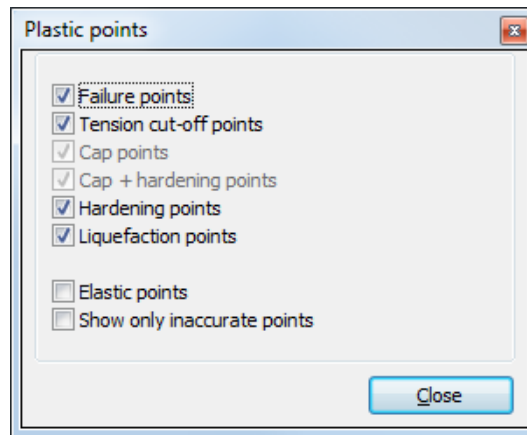 Plastic points
Failure points
Tension cut-off points
Cap points
Cap + hardening points
Hardening points
Liquefaction points
Elastic points
Show only inaccurate points
Close